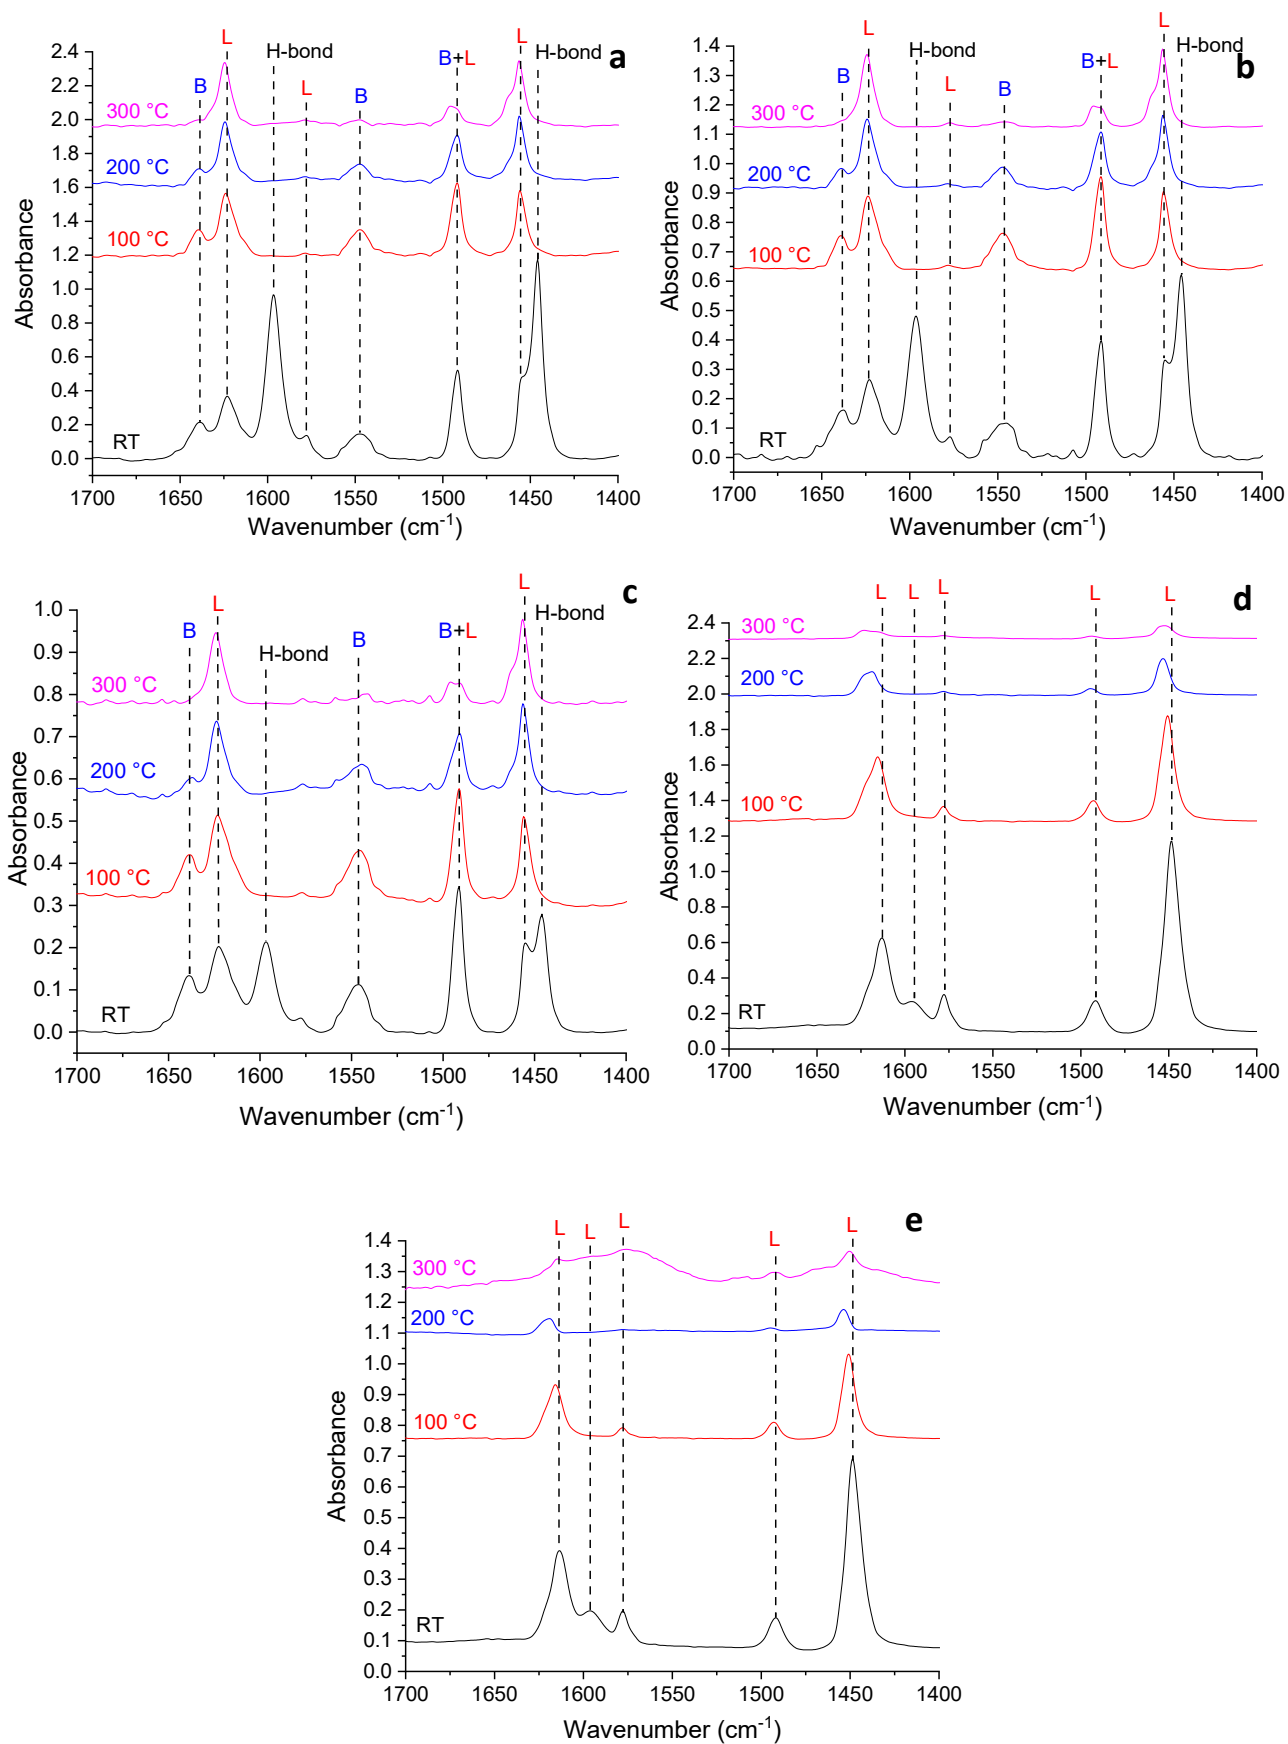 a
L
H-bond
L
H-bond
B
L
B
B+L
2.4
2.2
2.0
1.8
1.6
1.4
1.2
1.0
0.8
0.6
0.4
0.2
0.0
300 °C
200 °C
100 °C
RT
Absorbance
1700 1650 1600 1550 1500 1450 1400
Wavenumber (cm-1)
b
L
H-bond
L
H-bond
B
L
B
B+L
1.4
1.3
1.2
1.1
1.0
0.9
0.8
0.7
0.6
0.5
0.4
0.3
0.2
0.1
0.0
300 °C
200 °C
100 °C
RT
Absorbance
1700 1650 1600 1550 1500 1450 1400
Wavenumber (cm-1)
c
L
H-bond
L
H-bond
B
B
B+L
1.0
0.9
0.8
0.7
0.6
0.5
0.4
0.3
0.2
0.1
0.0
300 °C
200 °C
100 °C
RT
Absorbance
1700 1650 1600 1550 1500 1450 1400
Wavenumber (cm-1)
d
L L L L L
2.4
2.2
2.0
1.8
1.6
1.4
1.2
1.0
0.8
0.6
0.4
0.2
0.0
300 °C
200 °C
100 °C
RT
Absorbance
1700 1650 1600 1550 1500 1450 1400
Wavenumber (cm-1)
e
L L L L L
1.4
1.3
1.2
1.1
1.0
0.9
0.8
0.7
0.6
0.5
0.4
0.3
0.2
0.1
0.0
300 °C
200 °C
100 °C
RT
Absorbance
1700 1650 1600 1550 1500 1450 1400
Wavenumber (cm-1)